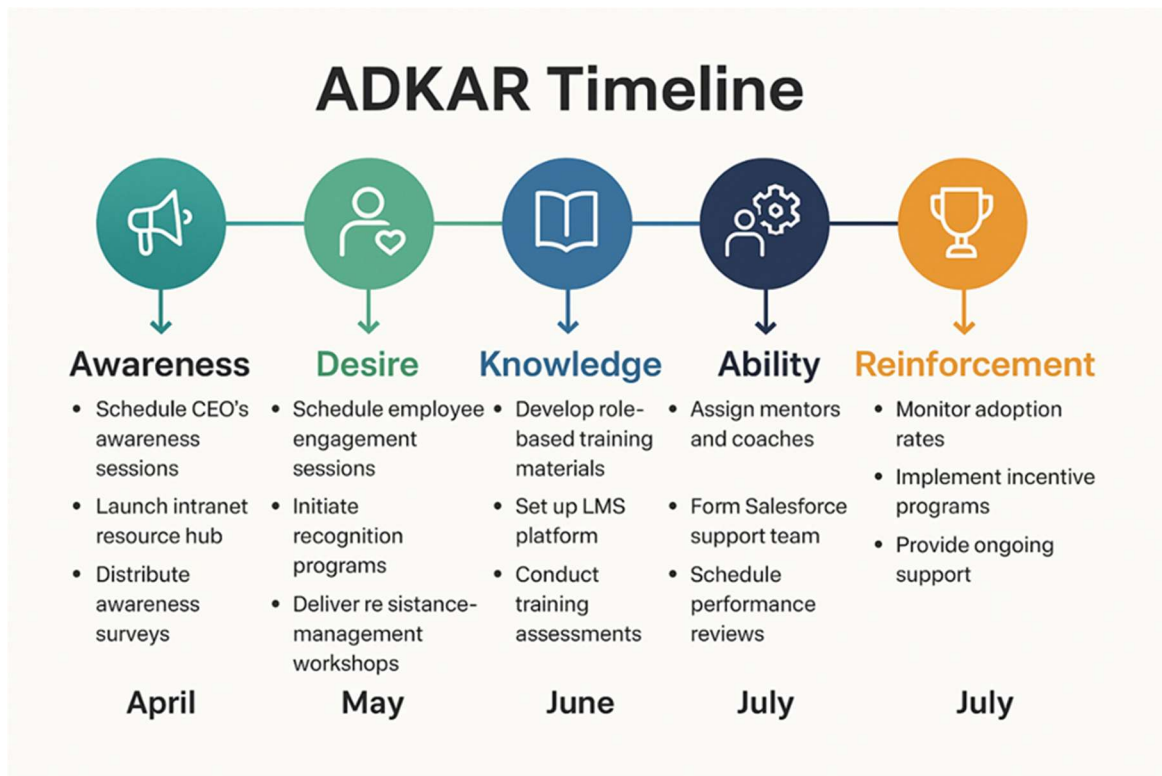 ADKAR Timeline
Awareness
• Schedule CEO's
awareness
sessions
• Launch intranet
resource hub
• Distribute
awareness
surveys
April
Desire
• Schedule employee
engagement
sessions
• Initiate
recognition
programs
• Deliver re sistance-
management
workshops
May
Knowledge
• Develop role-
based training
materials
• Set up LMS
platform
• Conduct
training
assessments
June
Ability
• Assign mentors
and coaches
• Form Salesforce
support team
• Schedule
performance
reviews
July
Reinforcement
• Monitor adoption
rates
• Implement incentive
programs
• Provide ongoing
support
July